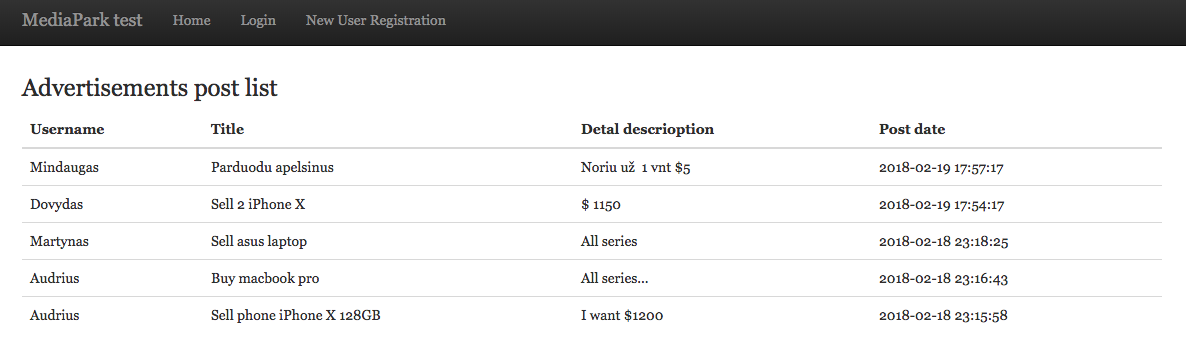 MediaPark test Home Login New User Registration
Advertisements post list
Username Title Detal descrioption Post date
Mindaugas Parduodu apelsinus Noriu už 1 vnt $5 2018-02-19 17:57:17
Dovydas Sell 2 iPhone X $ 1150 2018-02-19 17:54:17
Martynas Sell asus laptop All series 2018-02-18 23:18:25
Audrius Buy macbook pro All series... 2018-02-18 23:16:43
Audrius Sell phone iPhone X 128GB I want $1200 2018-02-18 23:15:58